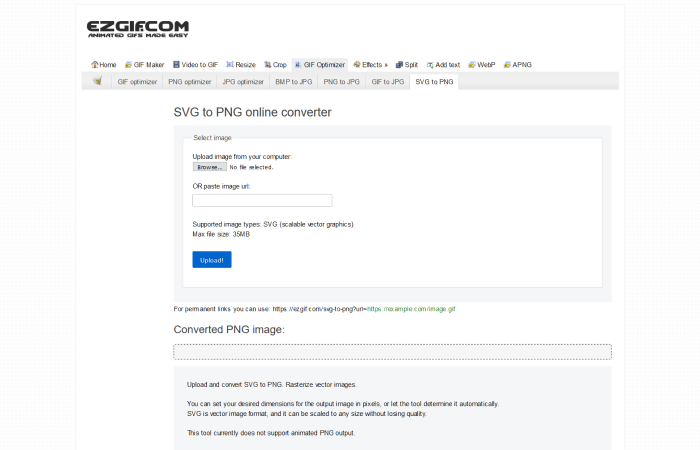 EZGIF.COM
ANIMATED GIFS MADE EASY
Home GIF Maker Video to GIF Resize Crop GIF Optimizer Effects » Split Add text WebP APNG
GIF optimizer PNG optimizer JPG optimizer BMP to JPG PNG to JPG GIF to JPG SVG to PNG
SVG to PNG online converter
Select image
Upload image from your computer:
Browse... No file selected.
OR paste image url:
Supported image types: SVG (scalable vector graphics)
Max file size: 35MB
Upload!
For permanent links you can use: https://ezgif.com/svg-to-png?url=https://example.com/image.gif
Converted PNG image:
Upload and convert SVG to PNG. Rasterize vector images.
You can set your desired dimensions for the output image in pixels, or let the tool determine it automatically.
SVG is vector image format, and it can be scaled to any size without losing quality.
This tool currently does not support animated PNG output.